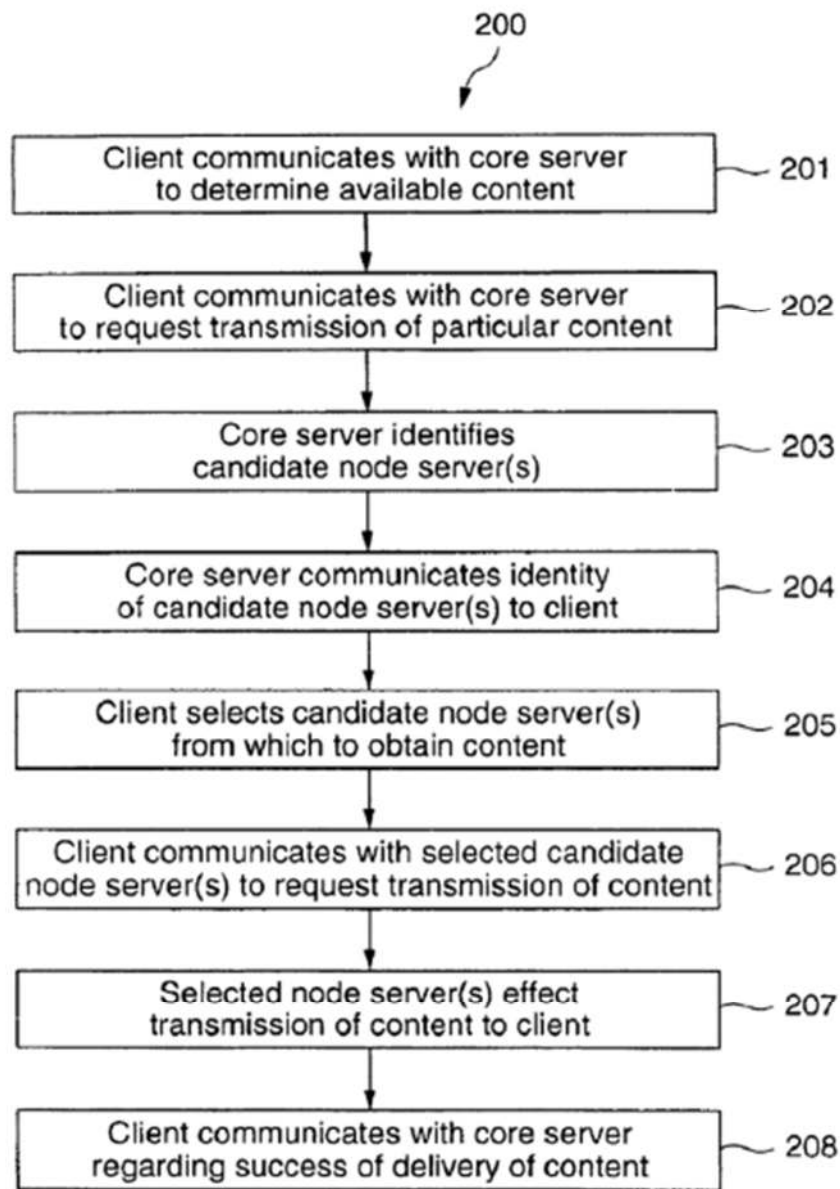 200
Client communicates with core server
to determine available content
201
Client communicates with core server
to request transmission of particular content
202
Core server identifies
candidate node server(s)
203
Core server communicates identity
of candidate node server(s) to client
204
Client selects candidate node server(s)
from which to obtain content
205
Client communicates with selected candidate
node server(s) to request transmission of content
206
Selected node server(s) effect
transmission of content to client
207
Client communicates with core server
regarding success of delivery of content
208